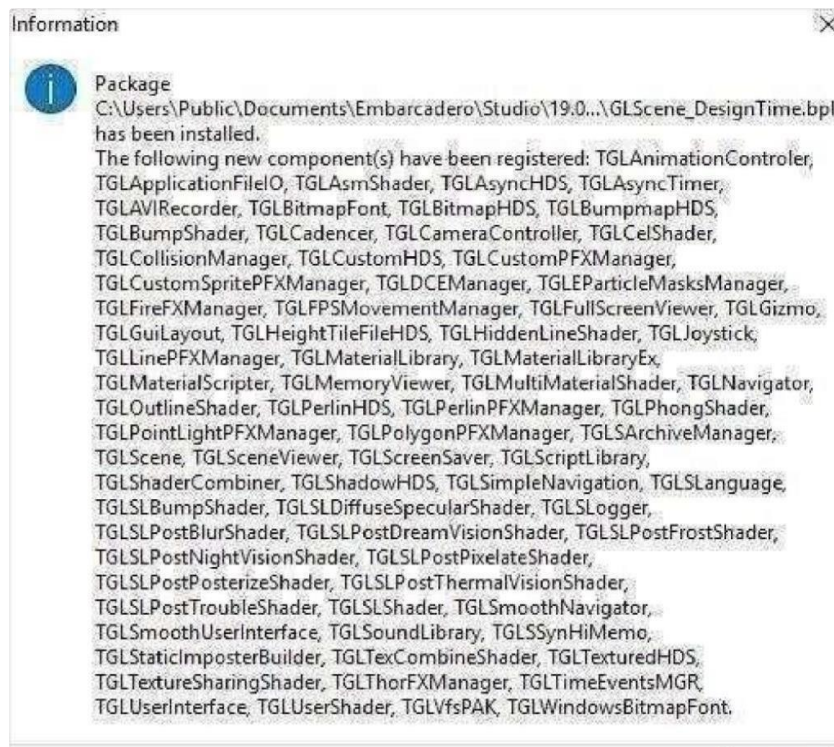 Information
Package
C:\Users\Public\Documents\Embarcadero\Studio\19.0...\GLScene_DesignTime.bpl
has been installed.
The following new component(s) have been registered: TGLAnimationControler,
TGLApplicationFileIO, TGLAsmShader, TGLAsyncHDS, TGLAsyncTimer,
TGLAVIRecorder, TGLBitmapFont, TGLBitmapHDS, TGLBumpmapHDS,
TGLBumpShader, TGLCadencer, TGLCameraController, TGLCelShader,
TGLCollisionManager, TGLCustomHDS, TGLCustomPFXManager,
TGLCustomSpritePFXManager, TGLDCEManager, TGLEParticleMasksManager,
TGLFireFXManager, TGLFPSMovementManager, TGLFullScreenViewer, TGLGizmo,
TGLGuiLayout, TGLHeightTileFileHDS, TGLHiddenLineShader, TGLJoystick,
TGLLinePFXManager, TGLMaterialLibrary, TGLMaterialLibraryEx,
TGLMaterialScripter, TGLMemoryViewer, TGLMultiMaterialShader, TGLNavigator,
TGLOutlineShader, TGLPerlinHDS, TGLPerlinPFXManager, TGLPhongShader,
TGLPointLightPFXManager, TGLPolygonPFXManager, TGLSArchiveManager,
TGLScene, TGLSceneViewer, TGLScreenSaver, TGLScriptLibrary,
TGLShaderCombiner, TGLShadowHDS, TGLSimpleNavigation, TGLSLanguage,
TGLSLBumpShader, TGLSLDiffuseSpecularShader, TGLSLogger,
TGLSLPostBlurShader, TGLSLPostDreamVisionShader, TGLSLPostFrostShader,
TGLSLPostNightVisionShader, TGLSLPostPixelateShader,
TGLSLPostPosterizeShader, TGLSLPostThermalVisionShader,
TGLSLPostTroubleShader, TGLSLShader, TGLSmoothNavigator,
TGLSmoothUserInterface, TGLSoundLibrary, TGLSSynHiMemo,
TGLStaticImposterBuilder, TGLTexCombineShader, TGLTexturedHDS,
TGLTextureSharingShader, TGLThorFXManager, TGLTimeEventsMGR,
TGLUserInterface, TGLUserShader, TGLVfsPAK, TGLWindowsBitmapFont.